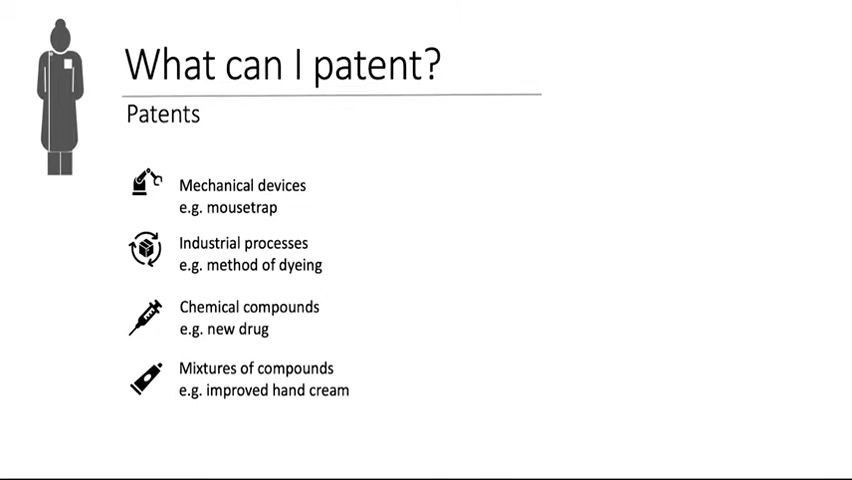 What can I patent?
Patents
Mechanical devices
e.g. mousetrap
Industrial processes
e.g. method of dyeing
Chemical compounds
e.g. new drug
Mixtures of compounds
e.g. improved hand cream